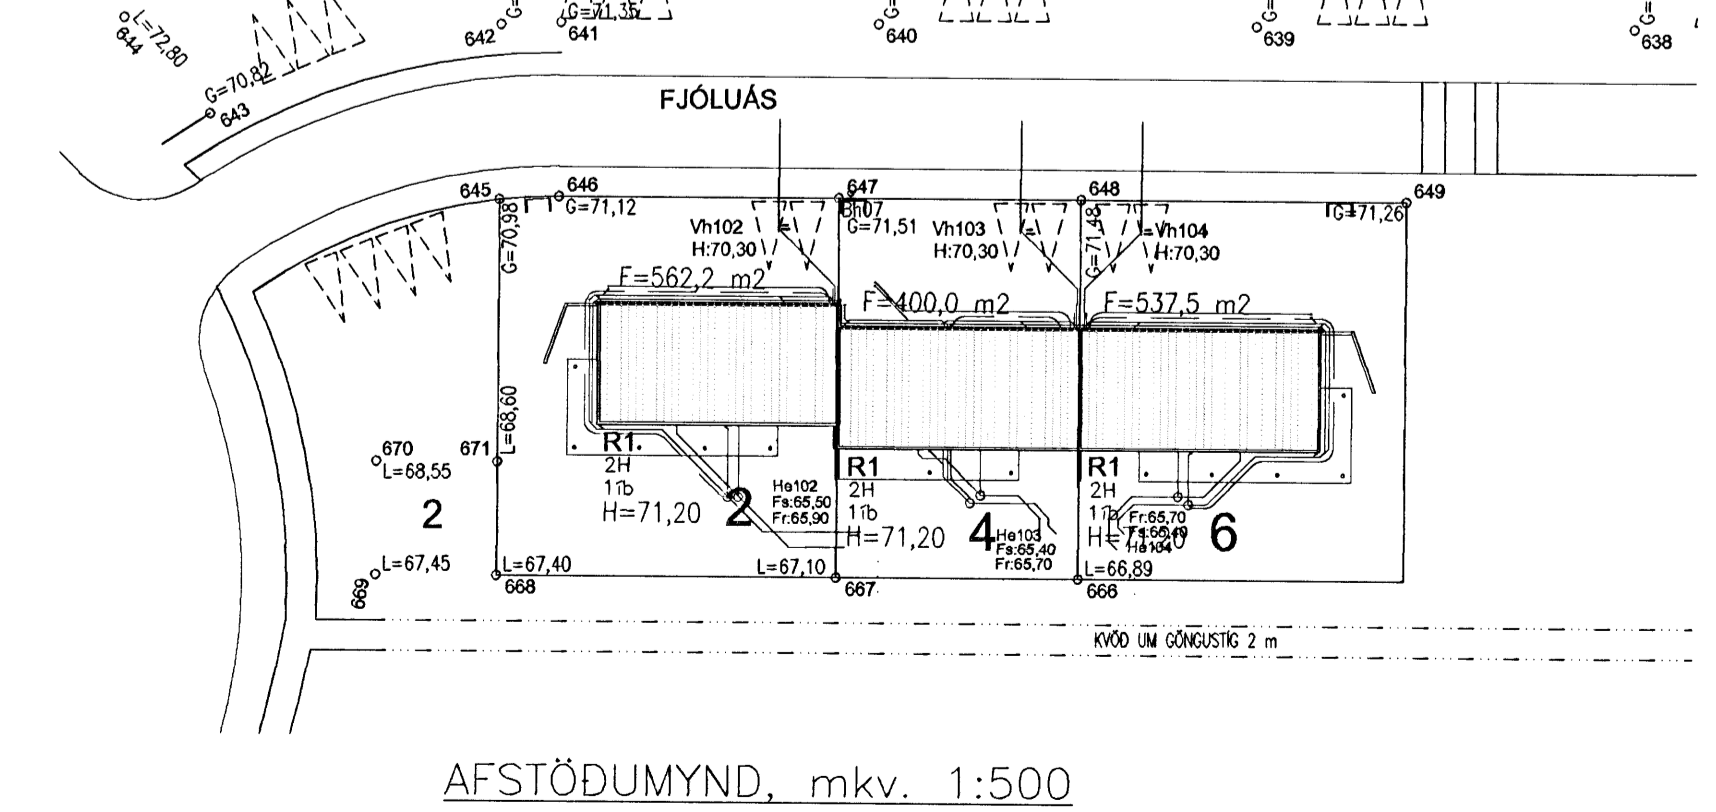 L=72,80
644
G=70,82
643
642
G=71,35
641
640
639
638
FJÓLUÁS
645
646
647
648
649
G=70,98
G=71,12
G=71,51
G=71,48
G=71,26
Vh102
H:70,30
Vh103
H:70,30
Vh104
H:70,30
F=562,2 m2
F=400,0 m2
F=537,5 m2
L=68,60
670
L=68,55
671
2
L=67,45
669
R1
2H
1íb
H=71,20
2
He102
Fs:65,50
Fr:65,90
R1
2H
1íb
H=71,20
4
He103
Fs:65,40
Fr:65,70
R1
2H
1íb
H=71,20
6
Fr:65,70
Fs:65,40
He104
L=67,40
668
L=67,10
667
L=66,89
666
KVÖÐ UM GÖNGUSTÍG 2 m
AFSTÖÐUMYND, mkv. 1:500